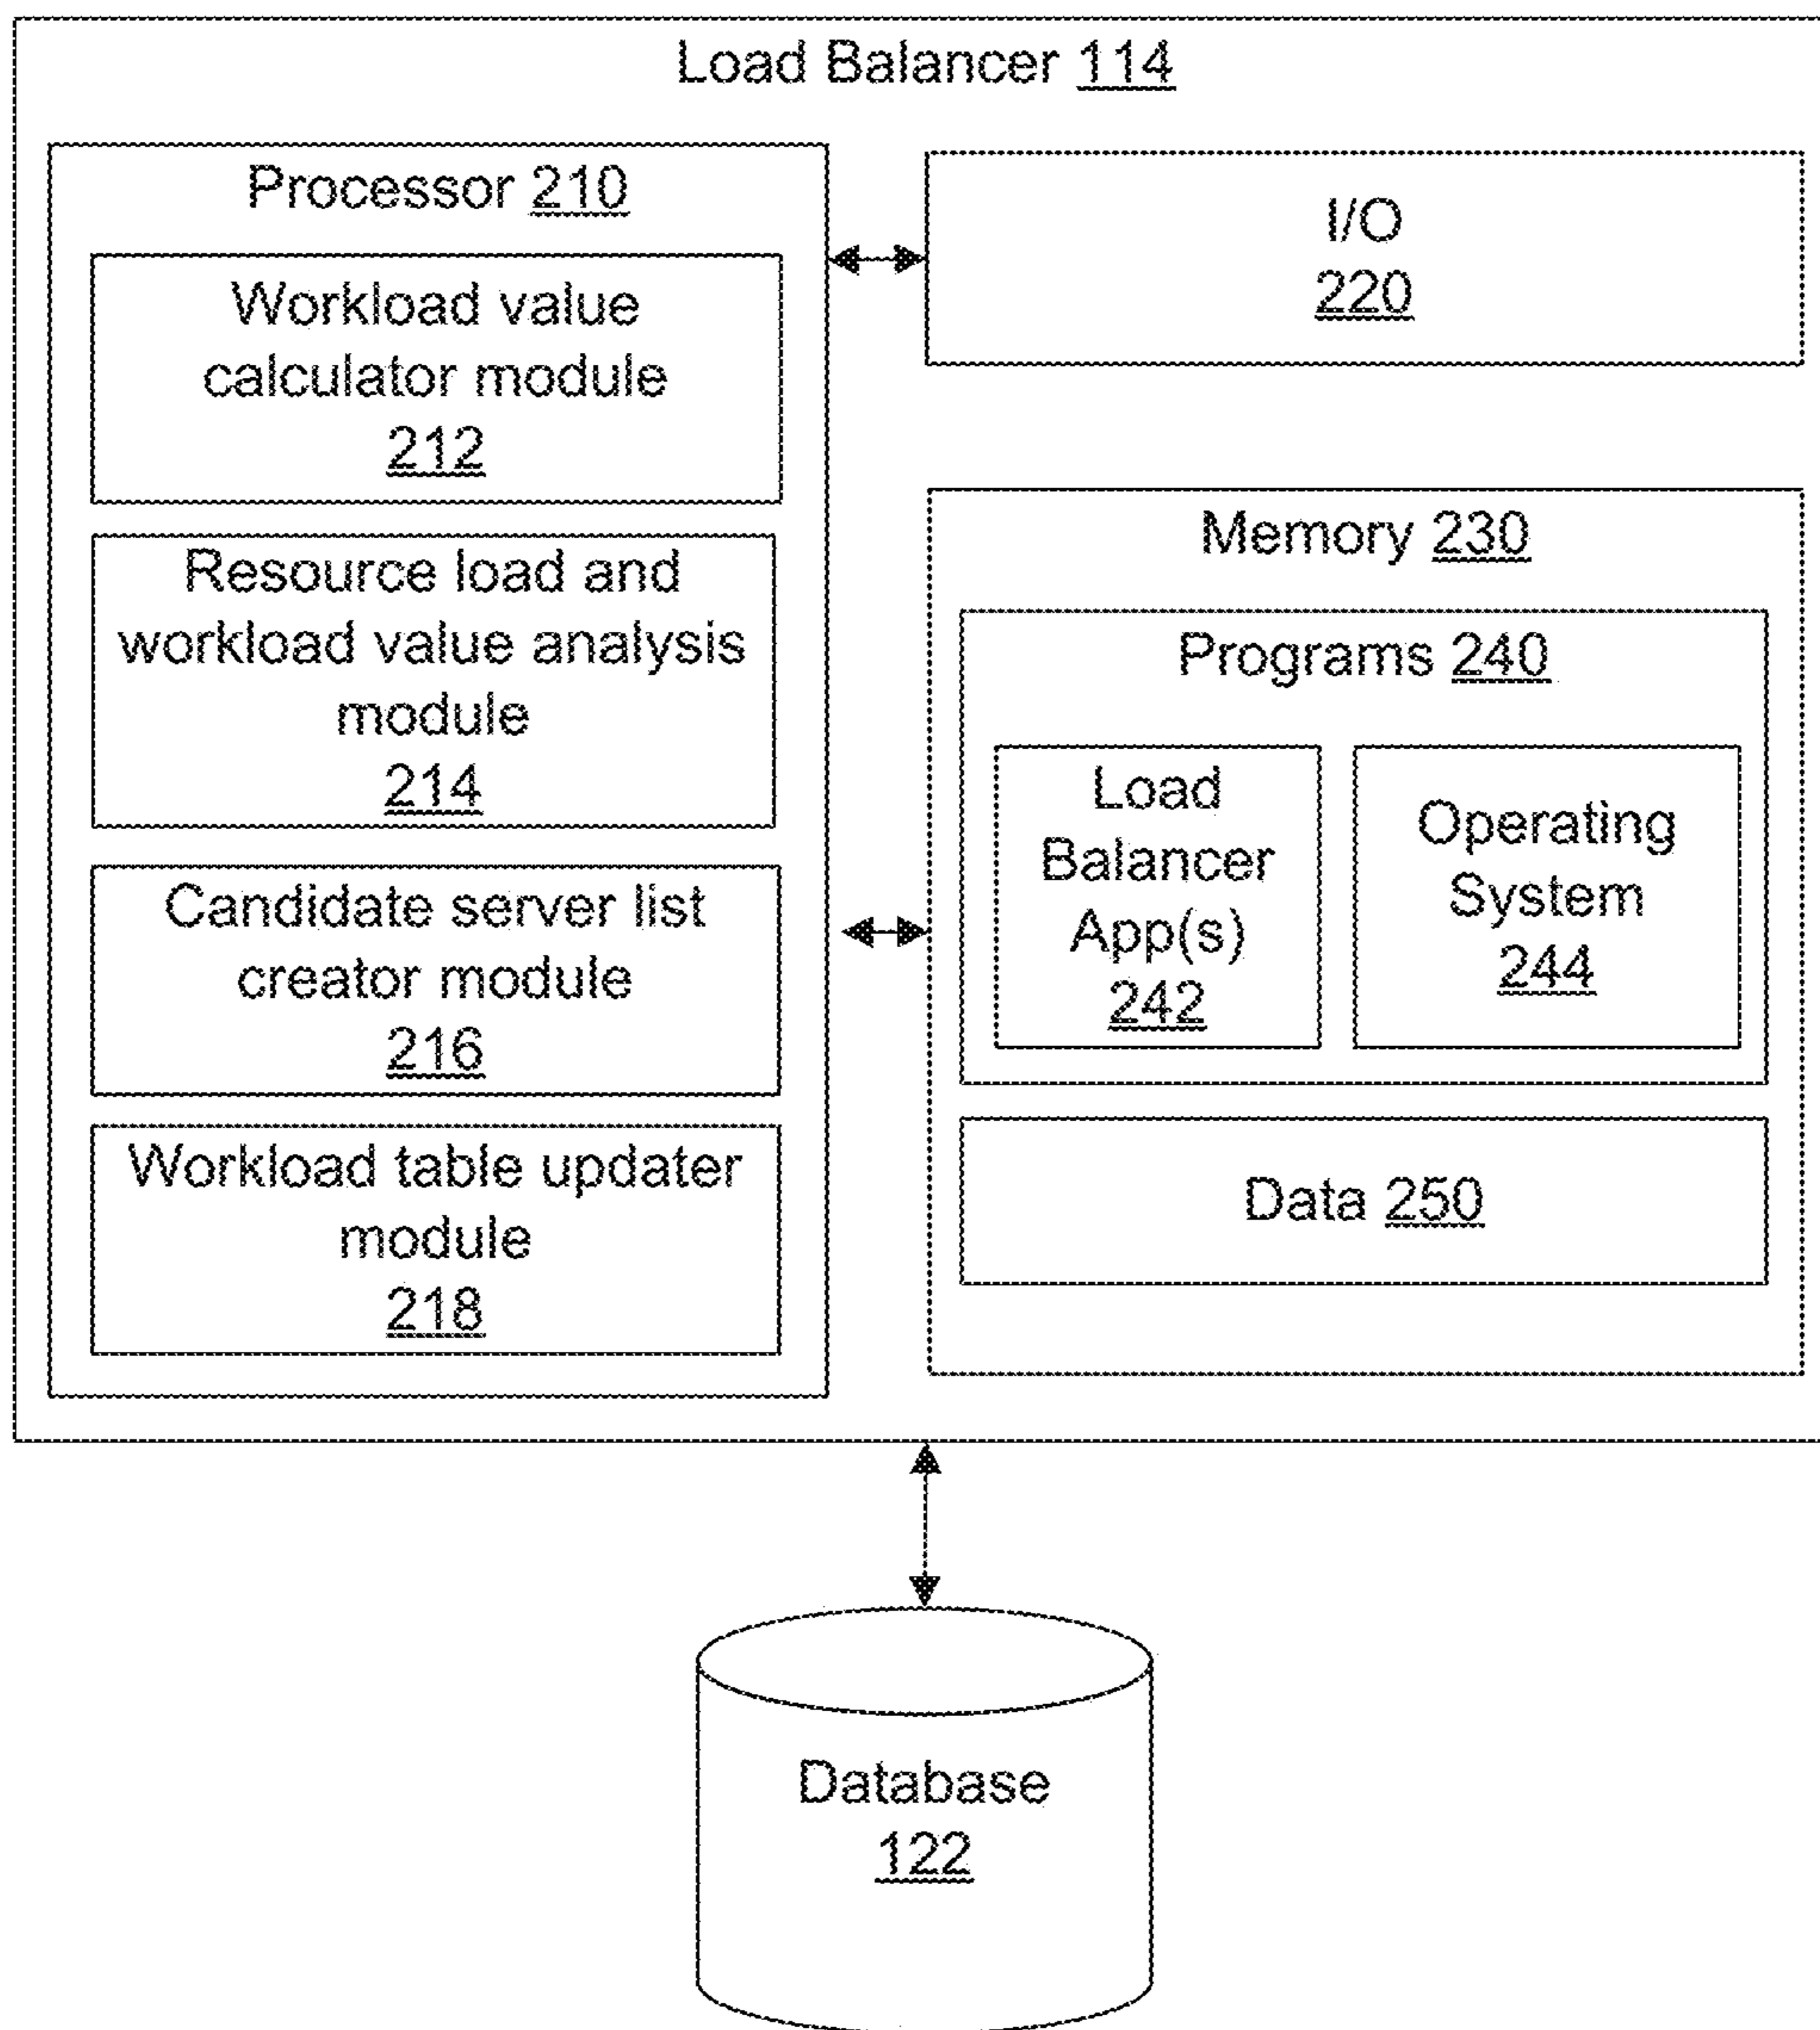 Load Balancer 114
Processor 210
Workload value
calculator module
212
Resource load and
workload value analysis
module
214
Candidate server list
creator module
216
Workload table updater
module
218
I/O
220
Memory 230
Programs 240
Load
Balancer
App(s)
242
Operating
System
244
Data 250
Database
122